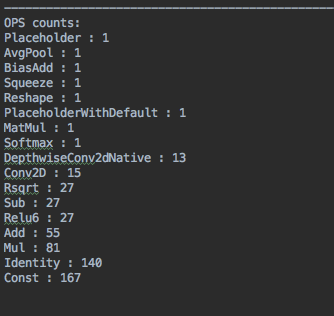 OPS counts:
Placeholder : 1
AvgPool : 1
BiasAdd : 1
Squeeze : 1
Reshape : 1
PlaceholderWithDefault : 1
MatMul : 1
Softmax : 1
DepthwiseConv2dNative : 13
Conv2D : 15
Rsqrt : 27
Sub : 27
Relu6 : 27
Add : 55
Mul : 81
Identity : 140
Const : 167